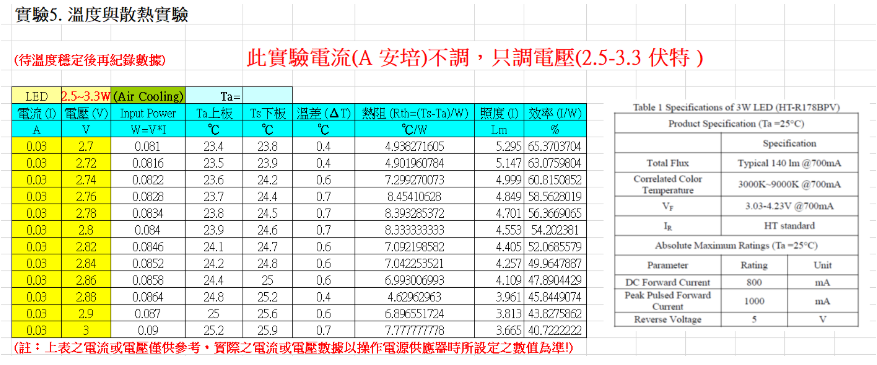 實驗5. 溫度與散熱實驗
(待溫度穩定後再紀錄數據)
此實驗電流(A 安培)不調，只調電壓(2.5-3.3 伏特 )
LED 2.5~3.3W (Air Cooling) Ta=
電流 (I) 電壓 (V) Input Power Ta上板 Ts下板 溫差 (ΔT) 熱阻 (Rth=(Ts-Ta)/W) 照度 (I) 效率 (I/W)
A V W=V*I ℃ ℃ ℃ ℃/W Lm %
0.03 2.7 0.081 23.4 23.8 0.4 4.938271605 5.295 65.3703704
0.03 2.72 0.0816 23.5 23.9 0.4 4.901960784 5.147 63.0759804
0.03 2.74 0.0822 23.6 24.2 0.6 7.299270073 4.999 60.8150852
0.03 2.76 0.0828 23.7 24.4 0.7 8.45410628 4.849 58.5628019
0.03 2.78 0.0834 23.8 24.5 0.7 8.393285372 4.701 56.3669065
0.03 2.8 0.084 23.9 24.6 0.7 8.333333333 4.553 54.202381
0.03 2.82 0.0846 24.1 24.7 0.6 7.092198582 4.405 52.0685579
0.03 2.84 0.0852 24.2 24.8 0.6 7.042253521 4.257 49.9647887
0.03 2.86 0.0858 24.4 25 0.6 6.993006993 4.109 47.8904429
0.03 2.88 0.0864 24.8 25.2 0.4 4.62962963 3.961 45.8449074
0.03 2.9 0.087 25 25.6 0.6 6.896551724 3.813 43.8275862
0.03 3 0.09 25.2 25.9 0.7 7.777777778 3.665 40.7222222
(註：上表之電流或電壓僅供參考，實際之電流或電壓數據以操作電源供應器時所設定之數值為準!)
Table 1 Specifications of 3W LED (HT-R178BPV)
Product Specification (Ta =25°C)
Specification
Total Flux Typical 140 lm @700mA
Correlated Color
Temperature 3000K~9000K @700mA
VF 3.03-4.23V @700mA
IR HT standard
Absolute Maximum Ratings (Ta =25°C)
Parameter Rating Unit
DC Forward Current 800 mA
Peak Pulsed Forward
Current 1000 mA
Reverse Voltage 5 V